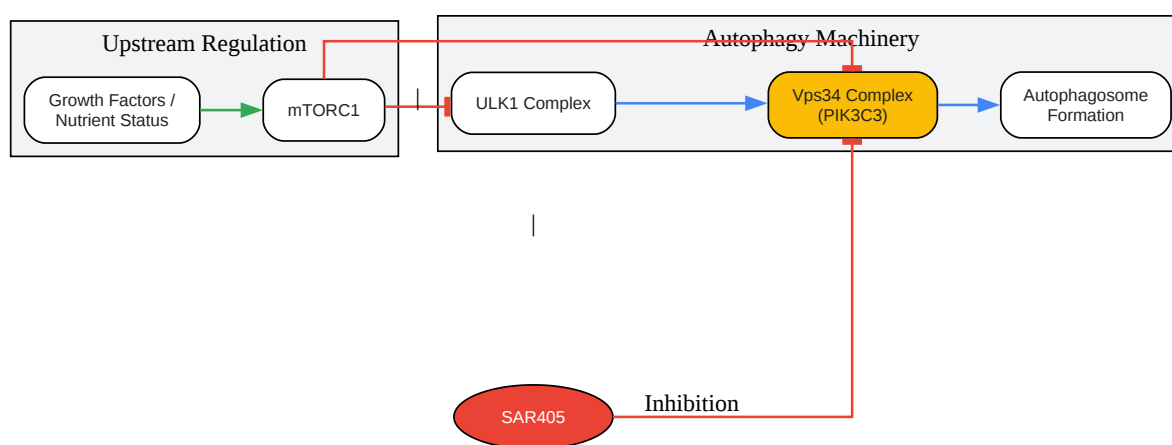 Upstream Regulation
Autophagy Machinery
Growth Factors /
Nutrient Status
mTORC1
|
ULK1 Complex
Vps34 Complex
(PIK3C3)
Autophagosome
Formation
|
SAR405
Inhibition